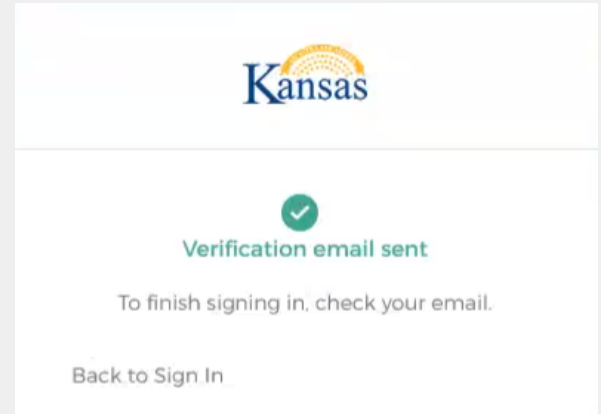 Kansas
Verification email sent
To finish signing in, check your email.
Back to Sign In